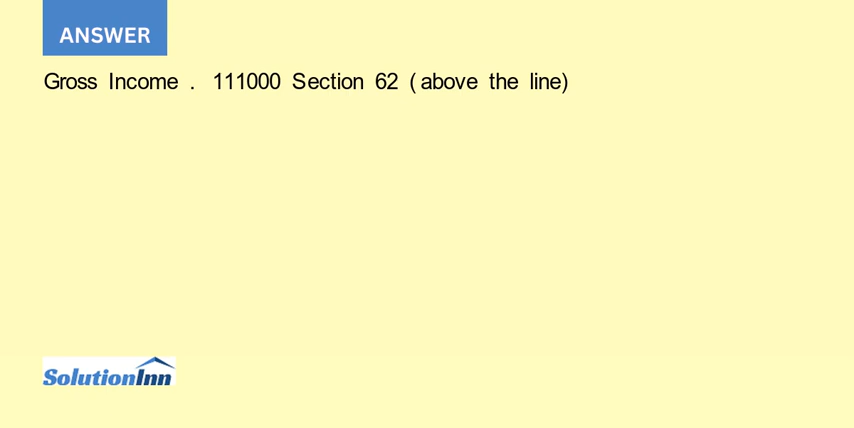 ANSWER
Gross Income . 111000 Section 62 ( above the line)
SolutionInn